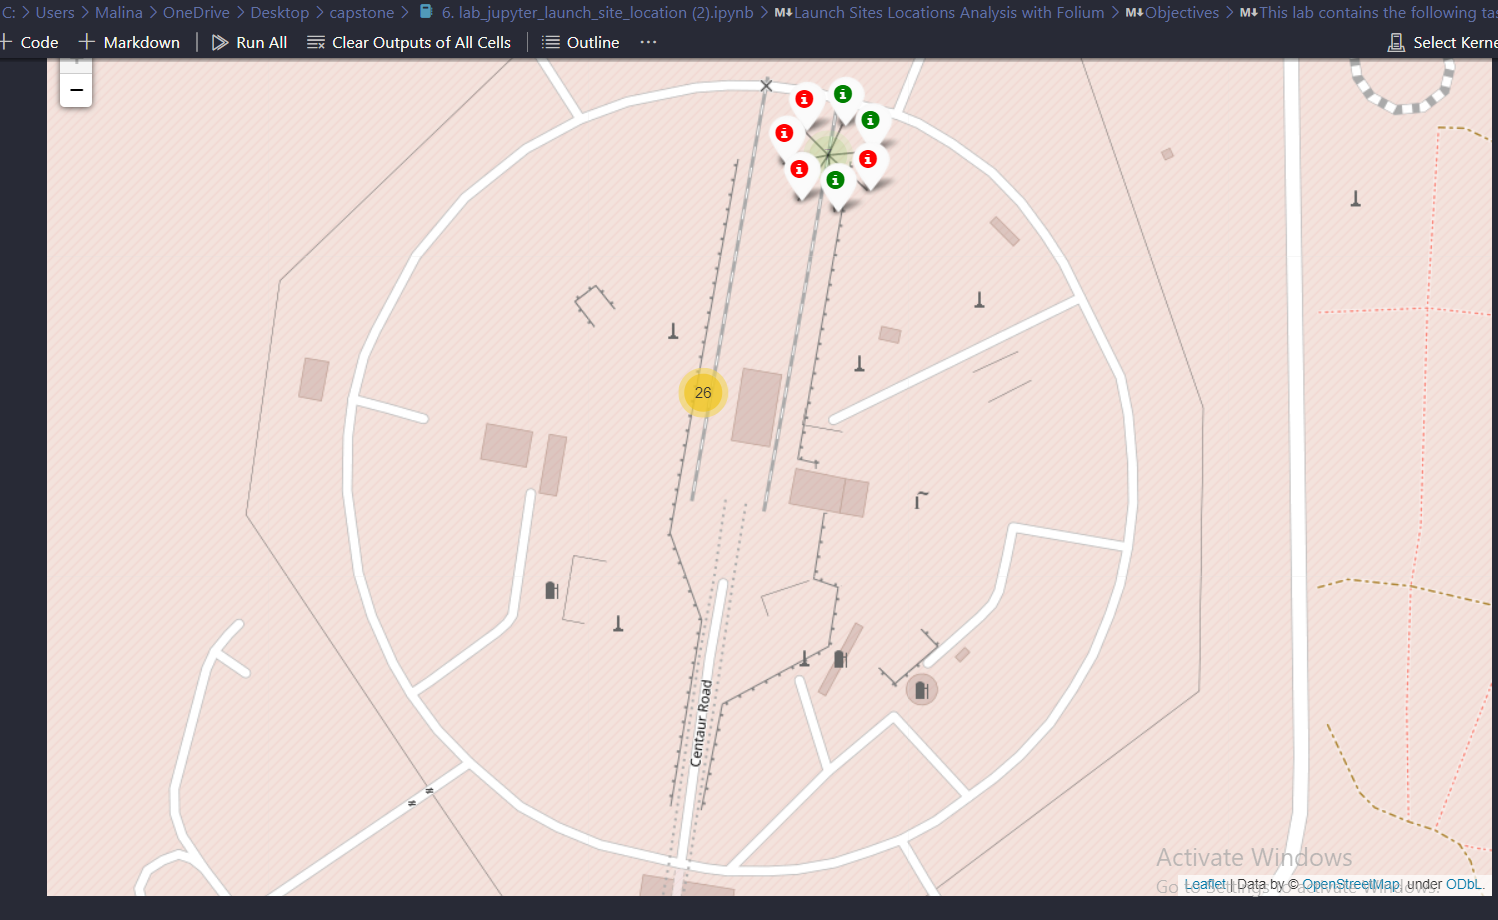 C: > Users > Malina > OneDrive > Desktop > capstone > 6. lab_jupyter_launch_site_location (2).ipynb > M↓Launch Sites Locations Analysis with Folium > M↓Objectives > M↓This lab contains the following tas
+ Code + Markdown Run All Clear Outputs of All Cells Outline ... Select Kerne
+
−
i
i
i
i
i
i
i
26
Centaur Road
Activate Windows
Go to Settings to activate Windows.
Leaflet | Data by © OpenStreetMap, under ODbL.